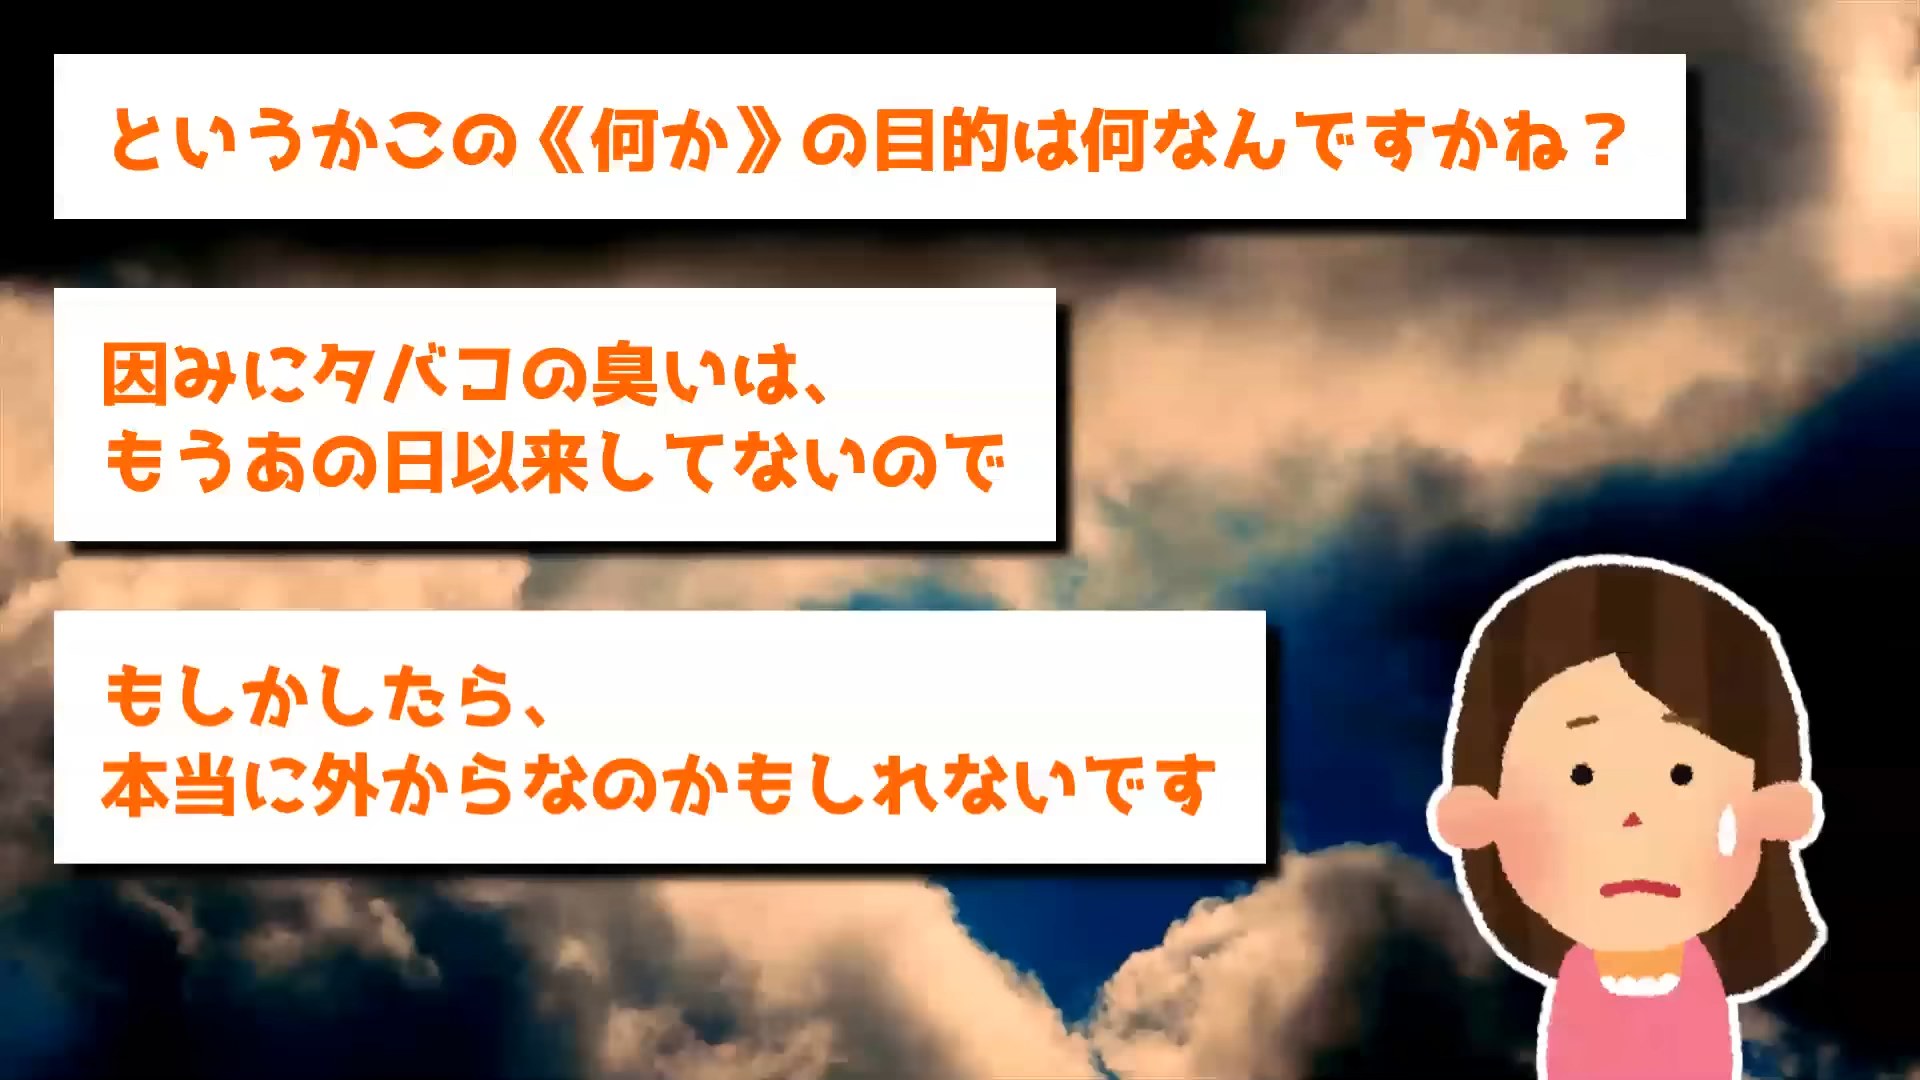 というかこの《何か》の目的は何なんですかね？
因みにタバコの臭いは、
もうあの日以来してないので
もしかしたら、
本当に外からなのかもしれないです